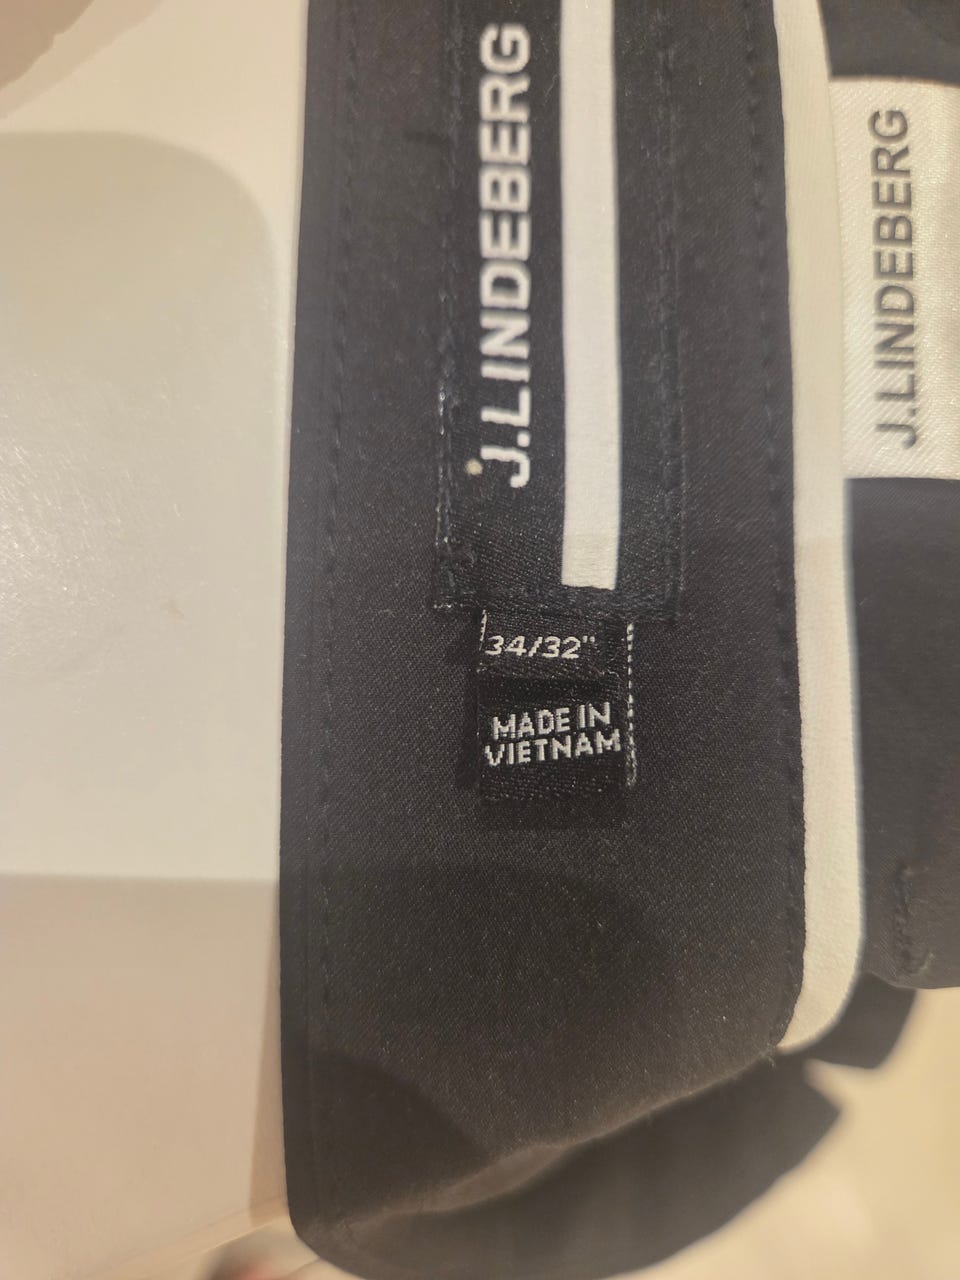 J.LINDEBERG
J.LINDEBERG
34/32"
MADE IN
VIETNAM